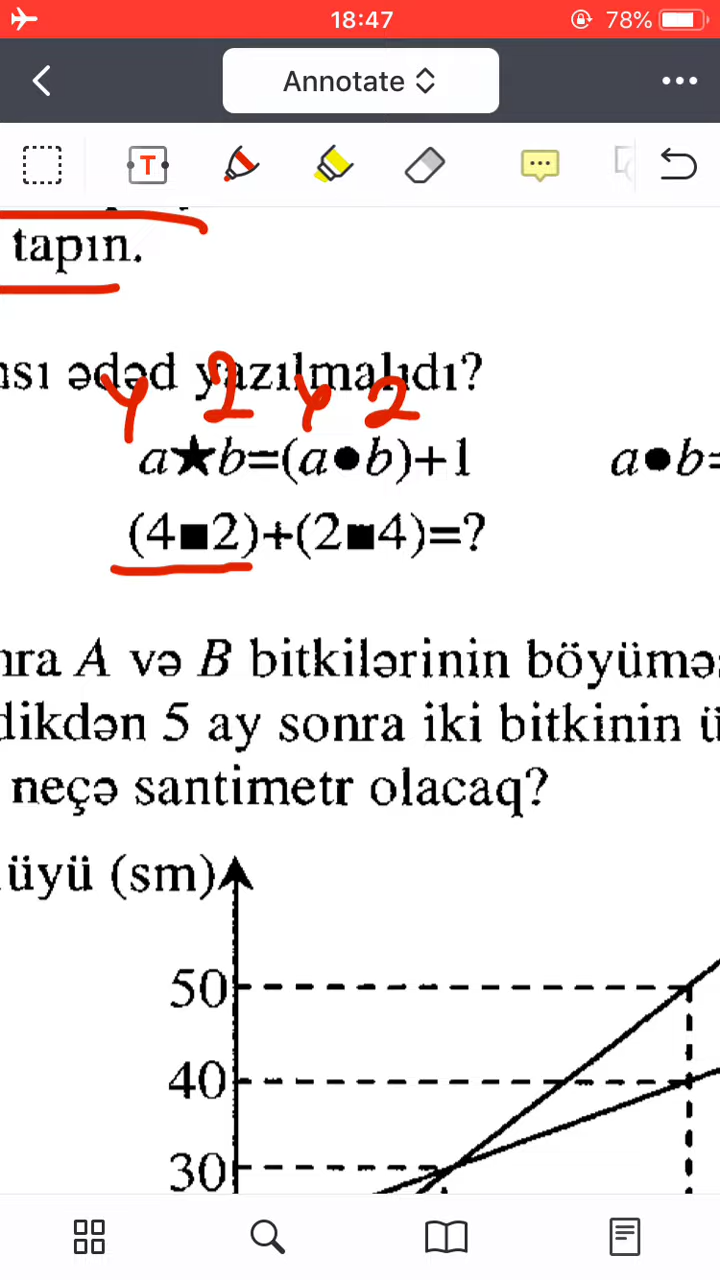 18:47
78%
Annotate
T
tapın.
ısı ədəd yazılmalıdı?
4 2 4 2
a★b=(a●b)+1 a●b=
(4■2)+(2■4)=?
ıra A və B bitkilərinin böyümə
dikdən 5 ay sonra iki bitkinin ü
neçə santimetr olacaq?
üyü (sm)
50
40
30